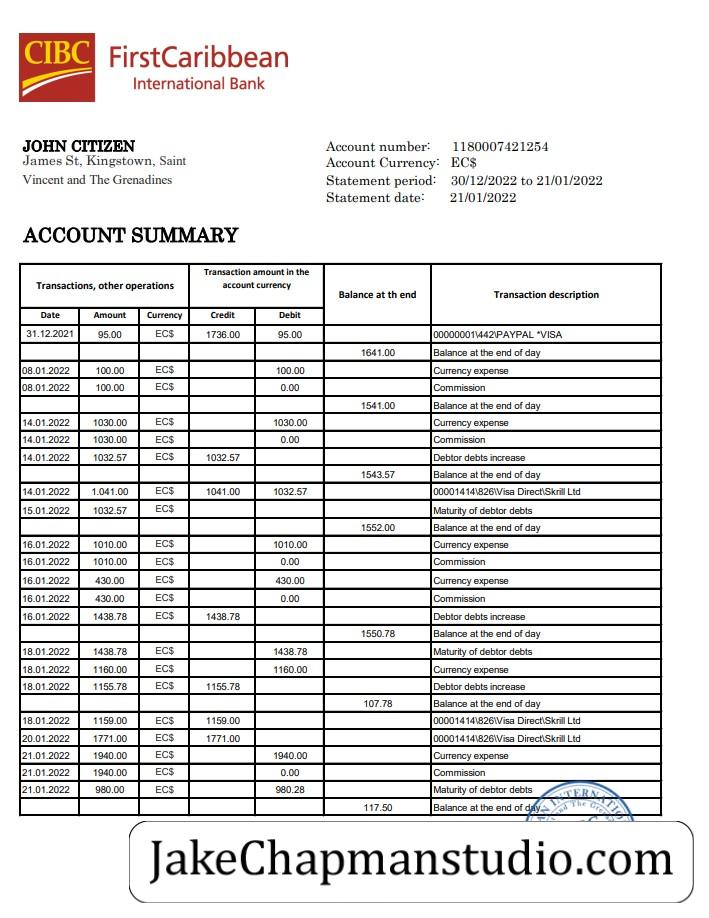 CIBC FirstCaribbean
International Bank
JOHN CITIZEN
James St, Kingstown, Saint
Vincent and The Grenadines
Account number: 1180007421254
Account Currency: EC$
Statement period: 30/12/2022 to 21/01/2022
Statement date: 21/01/2022
ACCOUNT SUMMARY
Transactions, other operations Transaction amount in the account currency Balance at th end Transaction description
Date Amount Currency Credit Debit
31.12.2021 95.00 EC$ 1736.00 95.00 00000001\442\PAYPAL *VISA
1641.00 Balance at the end of day
08.01.2022 100.00 EC$ 100.00 Currency expense
08.01.2022 100.00 EC$ 0.00 Commission
1541.00 Balance at the end of day
14.01.2022 1030.00 EC$ 1030.00 Currency expense
14.01.2022 1030.00 EC$ 0.00 Commission
14.01.2022 1032.57 EC$ 1032.57 Debtor debts increase
1543.57 Balance at the end of day
14.01.2022 1.041.00 EC$ 1041.00 1032.57 00001414\826\Visa Direct\Skrill Ltd
15.01.2022 1032.57 EC$ Maturity of debtor debts
1552.00 Balance at the end of day
16.01.2022 1010.00 EC$ 1010.00 Currency expense
16.01.2022 1010.00 EC$ 0.00 Commission
16.01.2022 430.00 EC$ 430.00 Currency expense
16.01.2022 430.00 EC$ 0.00 Commission
16.01.2022 1438.78 EC$ 1438.78 Debtor debts increase
1550.78 Balance at the end of day
18.01.2022 1438.78 EC$ 1438.78 Maturity of debtor debts
18.01.2022 1160.00 EC$ 1160.00 Currency expense
18.01.2022 1155.78 EC$ 1155.78 Debtor debts increase
107.78 Balance at the end of day
18.01.2022 1159.00 EC$ 1159.00 00001414\826\Visa Direct\Skrill Ltd
20.01.2022 1771.00 EC$ 1771.00 00001414\826\Visa Direct\Skrill Ltd
21.01.2022 1940.00 EC$ 1940.00 Currency expense
21.01.2022 1940.00 EC$ 0.00 Commission
21.01.2022 980.00 EC$ 980.28 Maturity of debtor debts
117.50 Balance at the end of day
JakeChapmanstudio.com